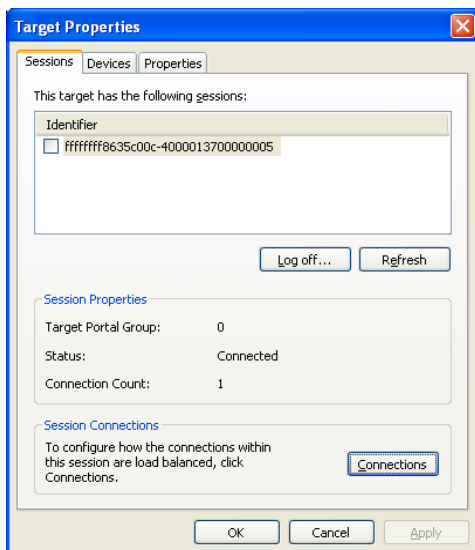 Target Properties
Sessions Devices Properties
This target has the following sessions:
Identifier
ffffffff8635c00c-4000013700000005
Log off... Refresh
Session Properties
Target Portal Group: 0
Status: Connected
Connection Count: 1
Session Connections
To configure how the connections within
this session are load balanced, click
Connections.
Connections
OK Cancel Apply